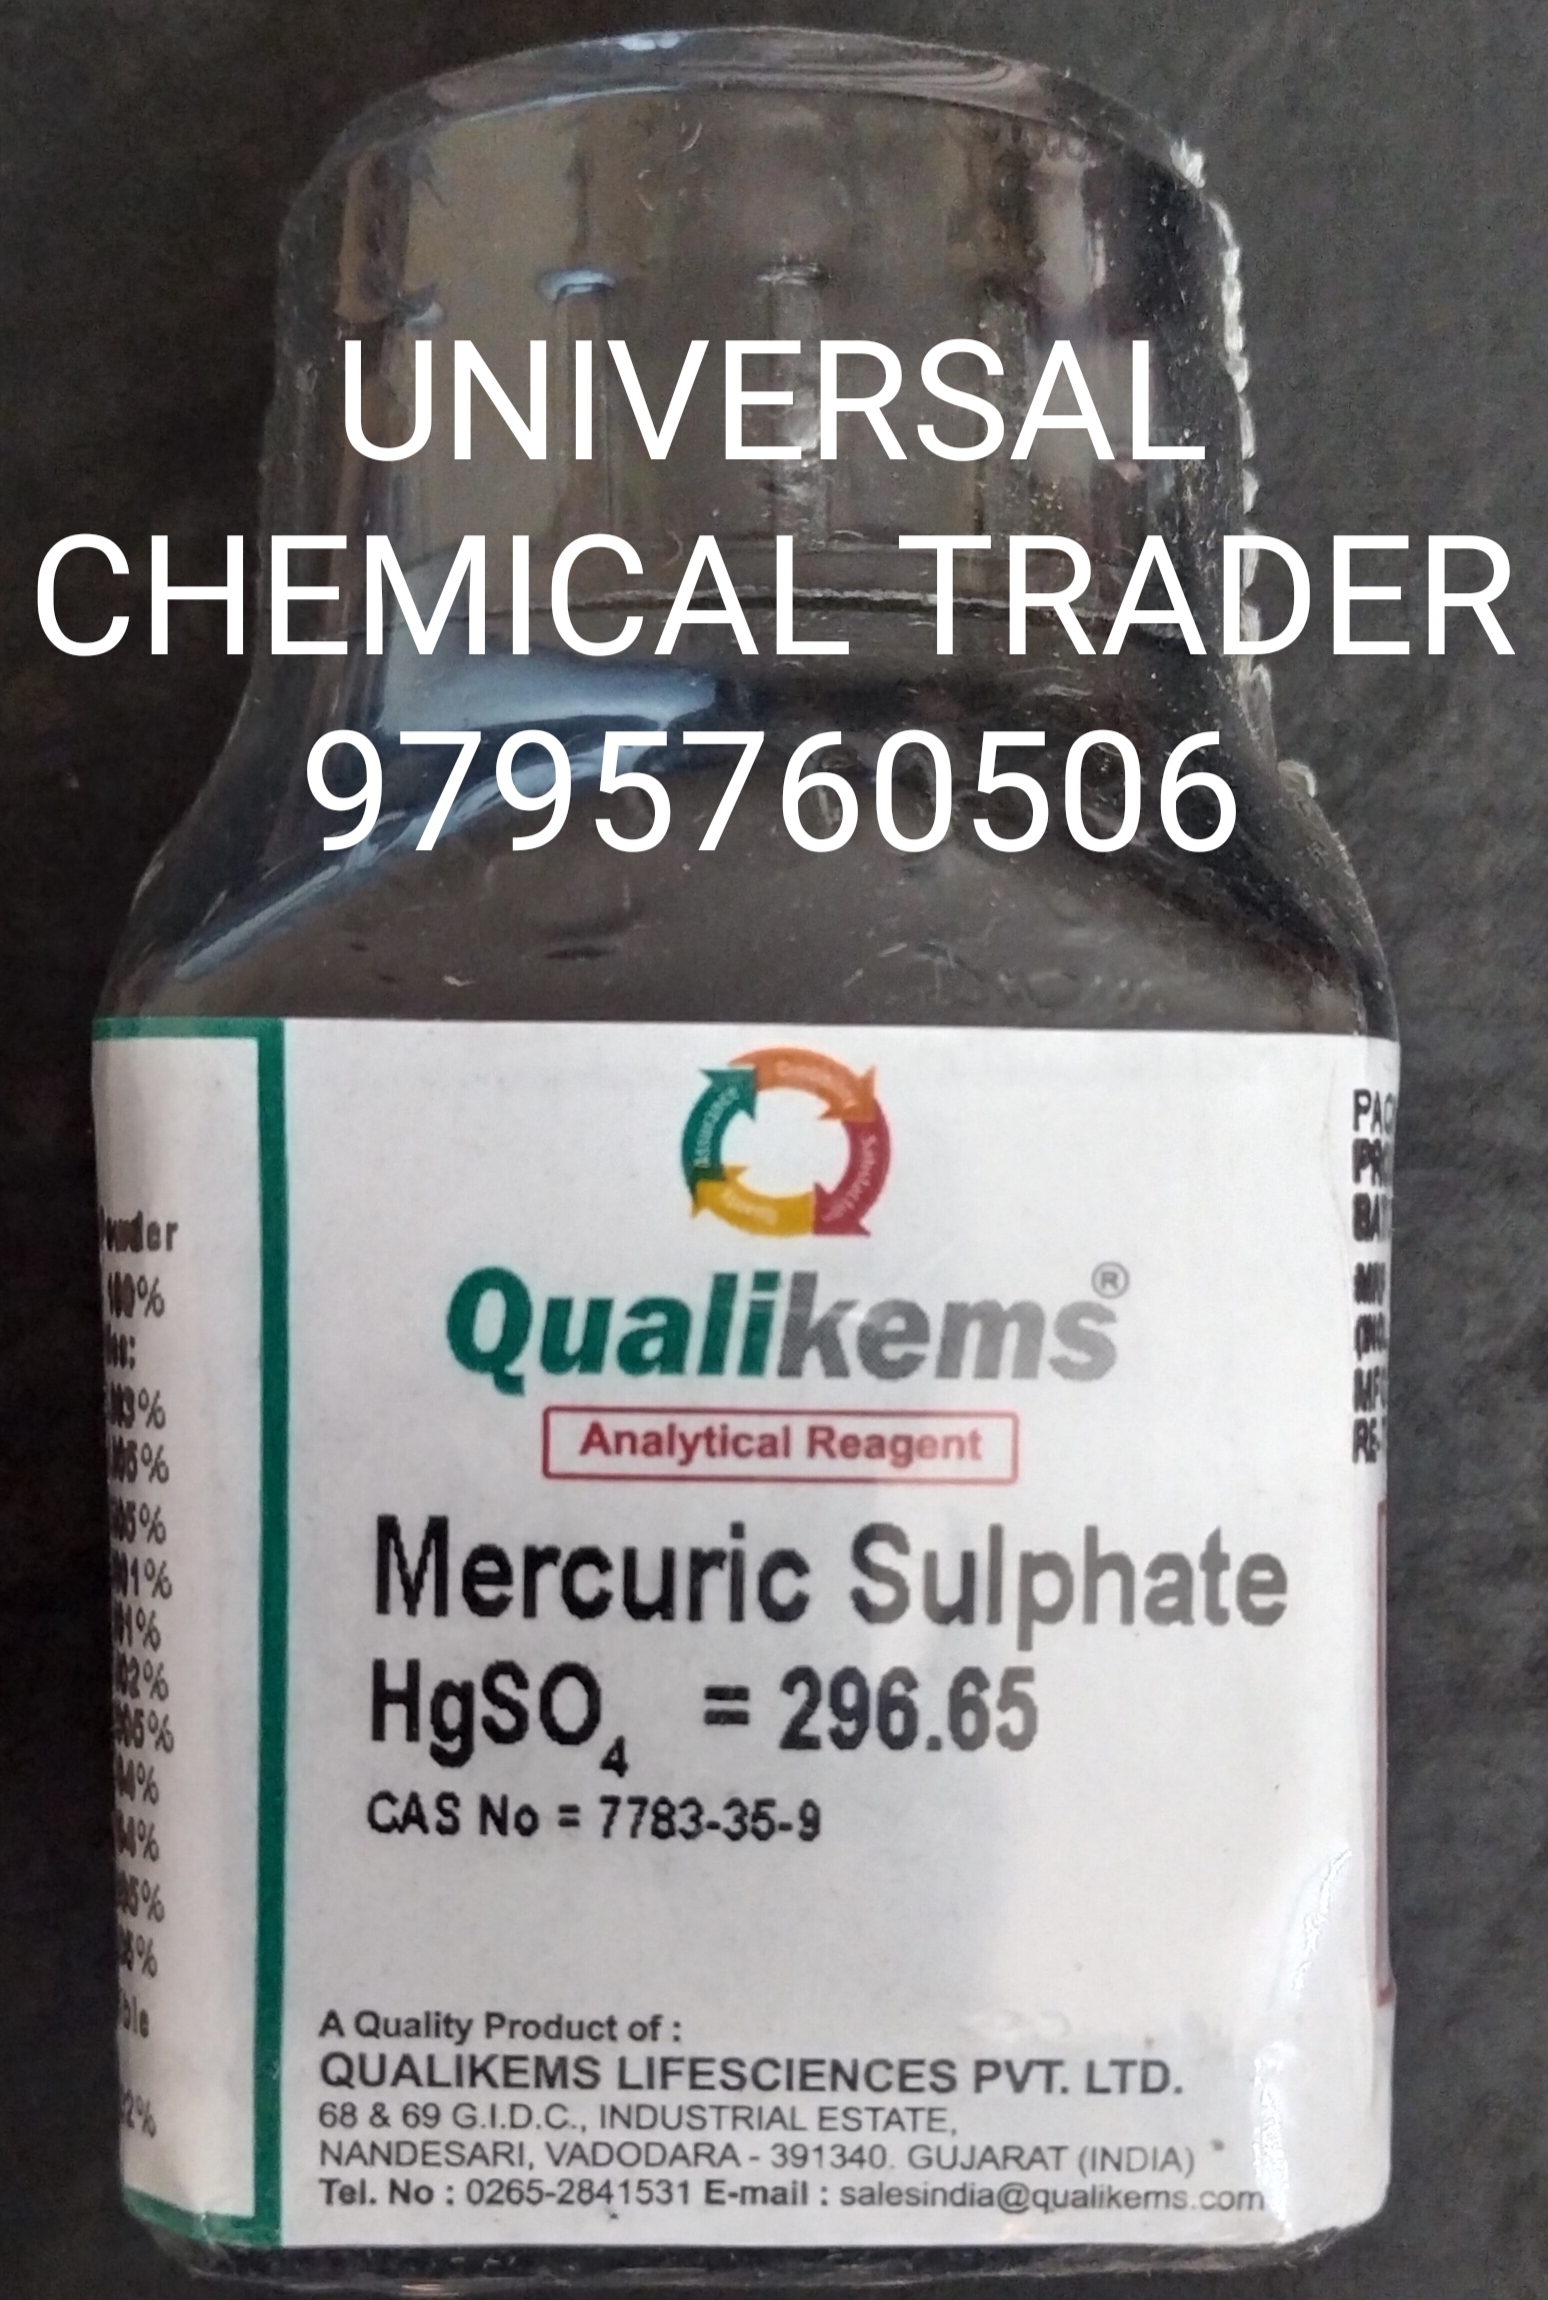 UNIVERSAL
CHEMICAL TRADER
9795760506
Qualikems®
Analytical Reagent
Mercuric Sulphate
HgSO4 = 296.65
CAS No = 7783-35-9
A Quality Product of :
QUALIKEMS LIFESCIENCES PVT. LTD.
68 & 69 G.I.D.C., INDUSTRIAL ESTATE,
NANDESARI, VADODARA - 391340. GUJARAT (INDIA)
Tel. No : 0265-2841531 E-mail : salesindia@qualikems.com